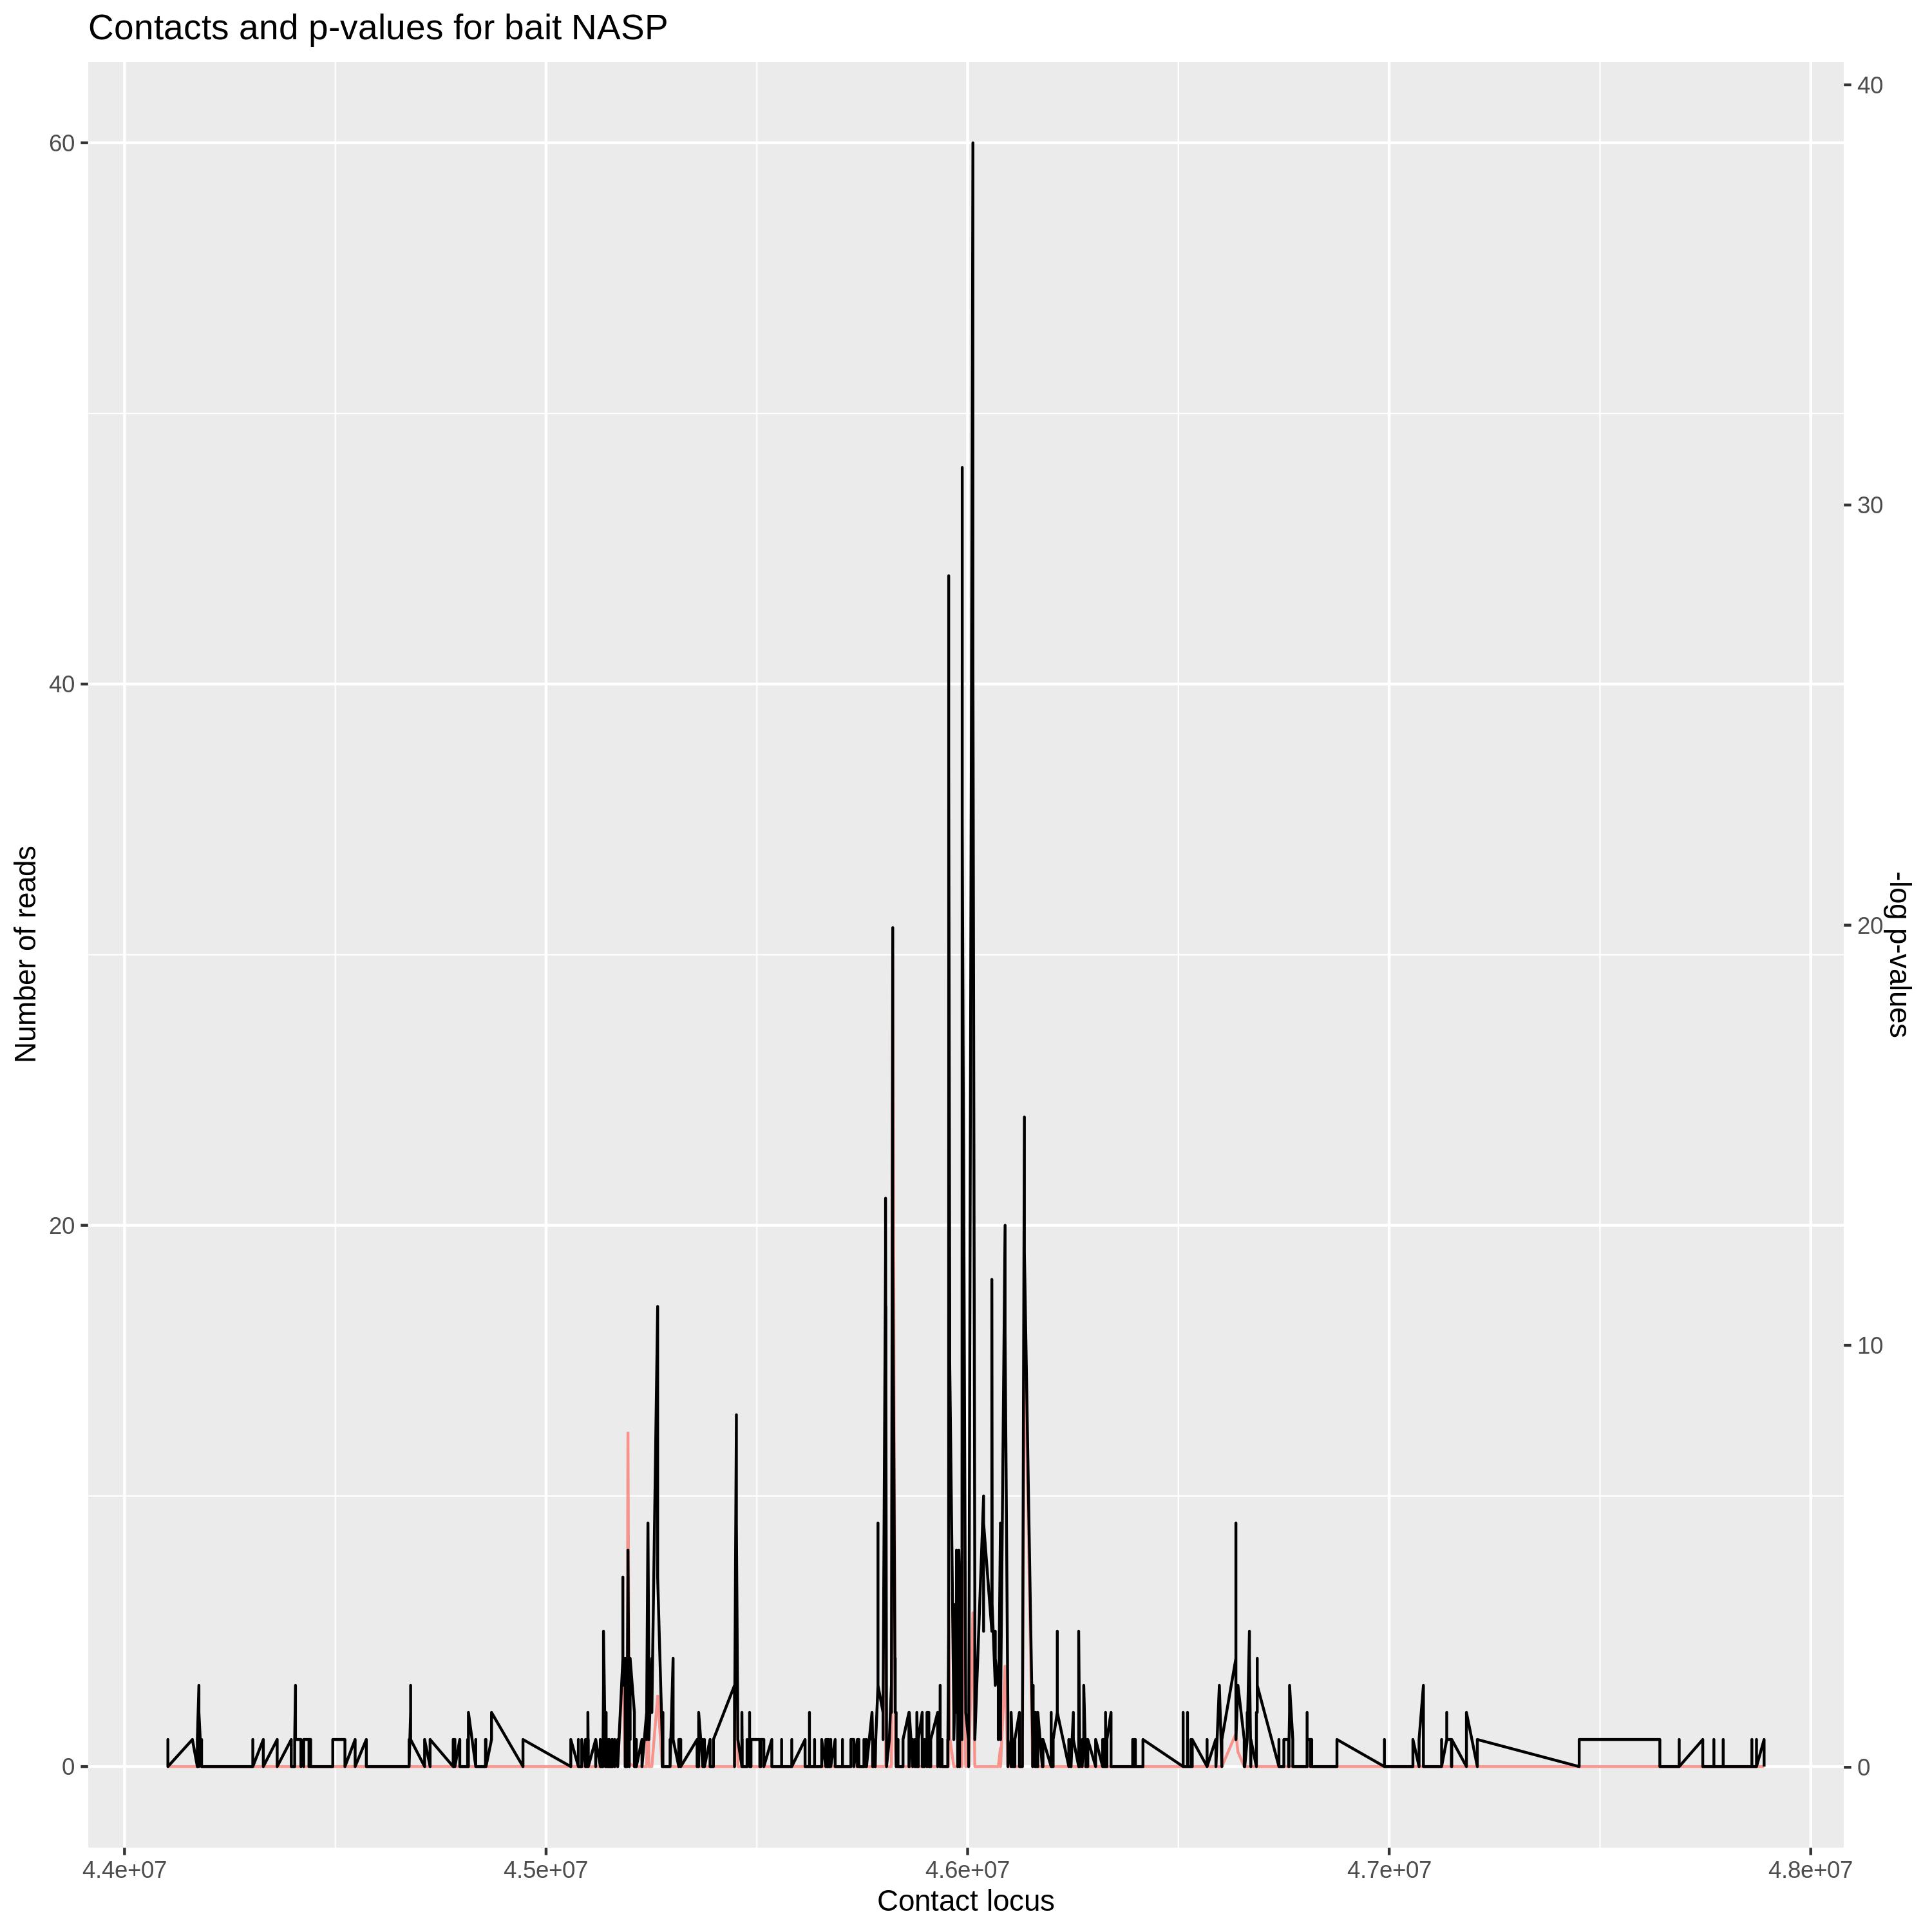 Contacts and p-values for bait NASP
60
40
20
0
Number of reads
40
30
20
10
0
-log p-values
4.4e+07
4.5e+07
4.6e+07
4.7e+07
4.8e+07
Contact locus